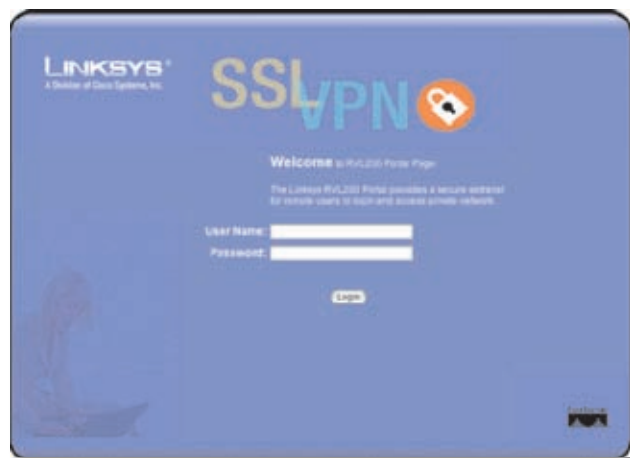 LINKSYS®
A Division of Cisco Systems, Inc.
SSL VPN
Welcome to RVL200 Portal Page
The Linksys RVL200 Portal provides a secure extranet
for remote users to login and access private network.
User Name:
Password:
Login